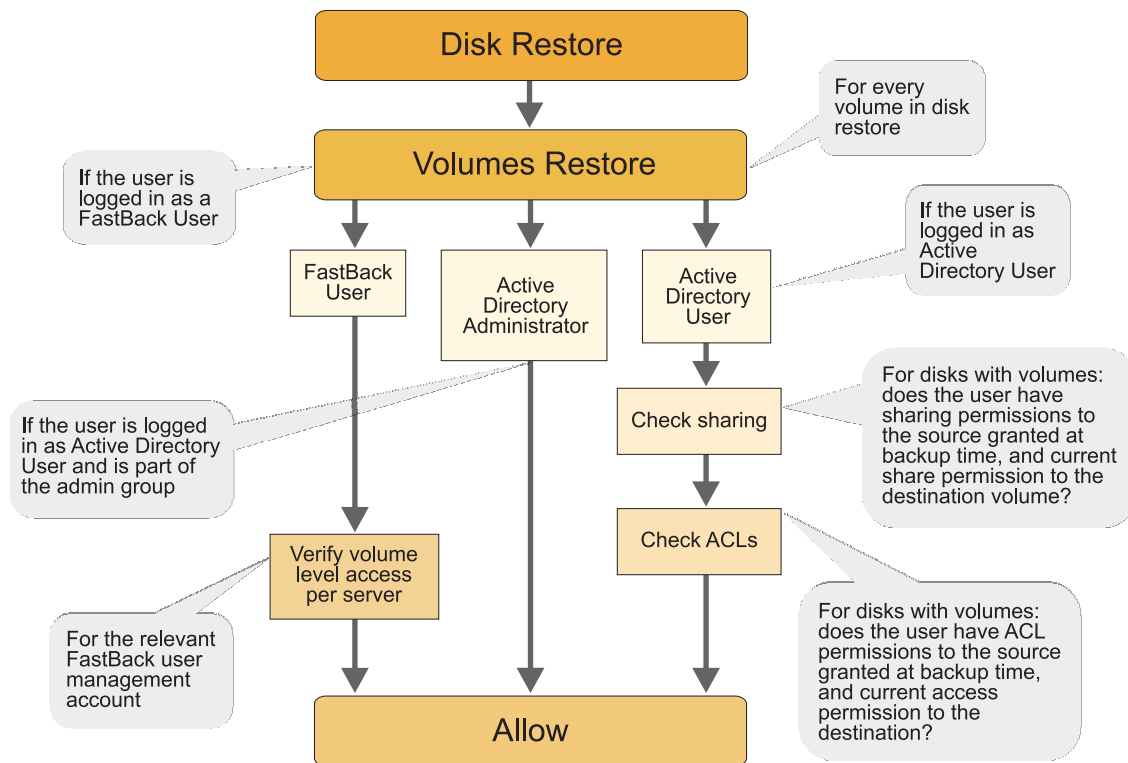 Disk Restore
For every
volume in disk
restore
Volumes Restore
If the user is
logged in as a
FastBack User
If the user is
logged in as
Active
Directory User
FastBack
User
Active
Directory
Administrator
Active
Directory
User
For disks with volumes:
does the user have
sharing permissions to
the source granted at
backup time, and current
share permission to the
destination volume?
Check sharing
If the user is logged
in as Active Directory
User and is part of
the admin group
Check ACLs
Verify volume
level access
per server
For disks with volumes:
does the user have ACL
permissions to the source
granted at backup time,
and current access
permission to the
destination?
For the relevant
FastBack user
management
account
Allow